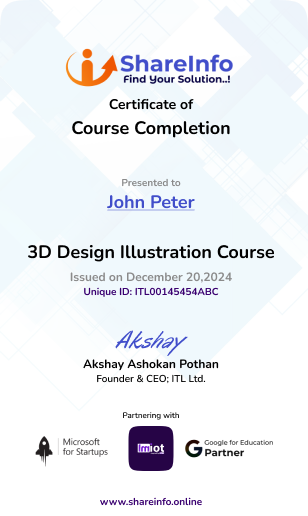 ShareInfo
Find Your Solution..!
Certificate of
Course Completion
Presented to
John Peter
3D Design Illustration Course
Issued on December 20,2024
Unique ID: ITL00145454ABC
Akshay
Akshay Ashokan Pothan
Founder & CEO; ITL Ltd.
Partnering with
Microsoft
for Startups
imiot
Google for Education
Partner
www.shareinfo.online